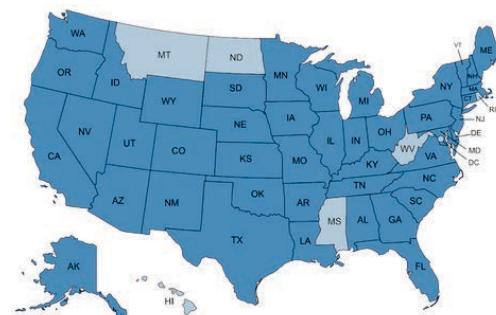 WA
MT
ND
MN
VT
ME
OR
ID
SD
WI
MI
NY
NH
MA
CT
RI
WY
NE
IA
PA
NJ
NV
UT
CO
IL
IN
OH
DE
MD
DC
CA
KS
MO
KY
WV
VA
AZ
NM
OK
AR
TN
NC
SC
TX
LA
MS
AL
GA
FL
AK
HI